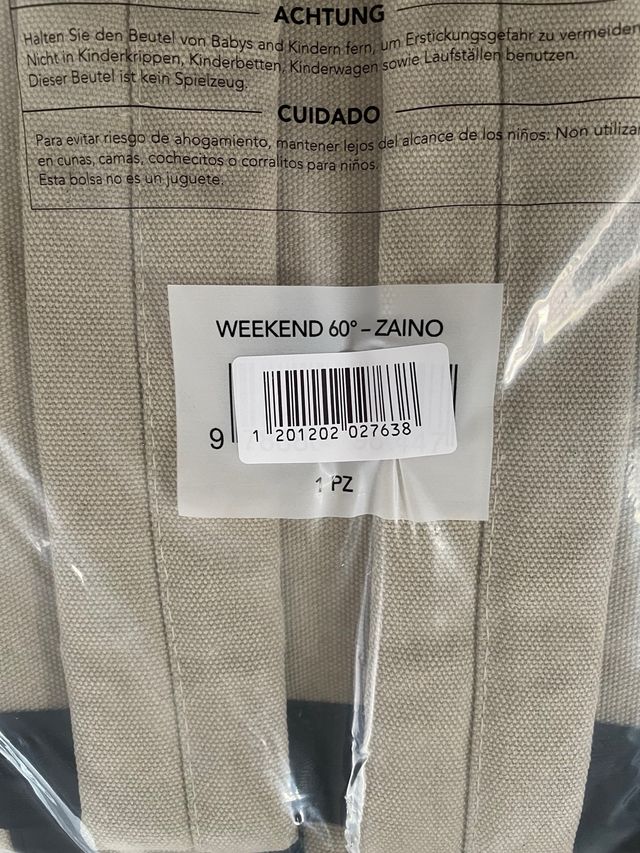 ACHTUNG
Halten Sie den Beutel von Babys and Kindern fern, um Erstickungsgefahr zu vermeiden
Nicht in Kinderkrippen, Kinderbetten, Kinderwagen sowie Laufställen benutzen.
Dieser Beutel ist kein Spielzeug.
CUIDADO
Para evitar riesgo de ahogamiento, mantener lejos del alcance de los niños: Non utilizar
en cunas, camas, cochecitos o corralitos para niños.
Esta bolsa no es un juguete.
WEEKEND 60° – ZAINO
1 201202 027638
9
1 PZ